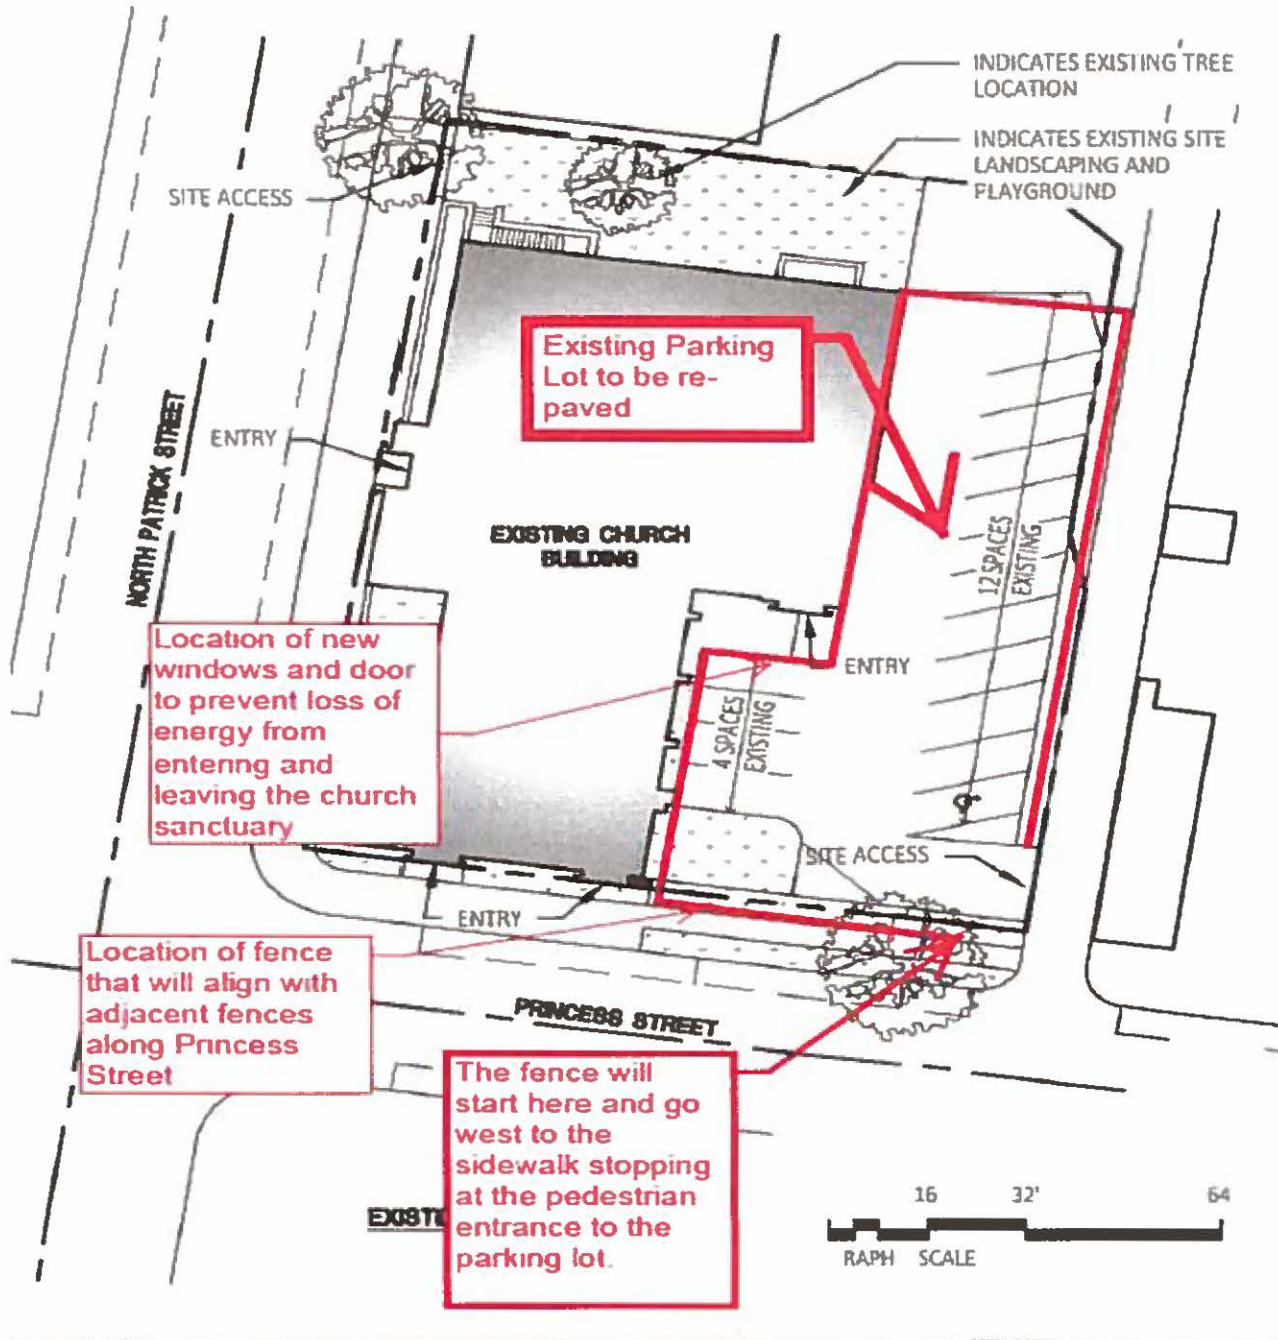 INDICATES EXISTING TREE
LOCATION
INDICATES EXISTING SITE
LANDSCAPING AND
PLAYGROUND
SITE ACCESS
NORTH PATRICK STREET
ENTRY
Existing Parking
Lot to be re-
paved
EXISTING CHURCH
BUILDING
12 SPACES
EXISTING
ENTRY
4 SPACES
EXISTING
Location of new
windows and door
to prevent loss of
energy from
entering and
leaving the church
sanctuary
SITE ACCESS
ENTRY
Location of fence
that will align with
adjacent fences
along Princess
Street
PRINCESS STREET
The fence will
start here and go
west to the
sidewalk stopping
at the pedestrian
entrance to the
parking lot.
16 32' 64
RAPH SCALE